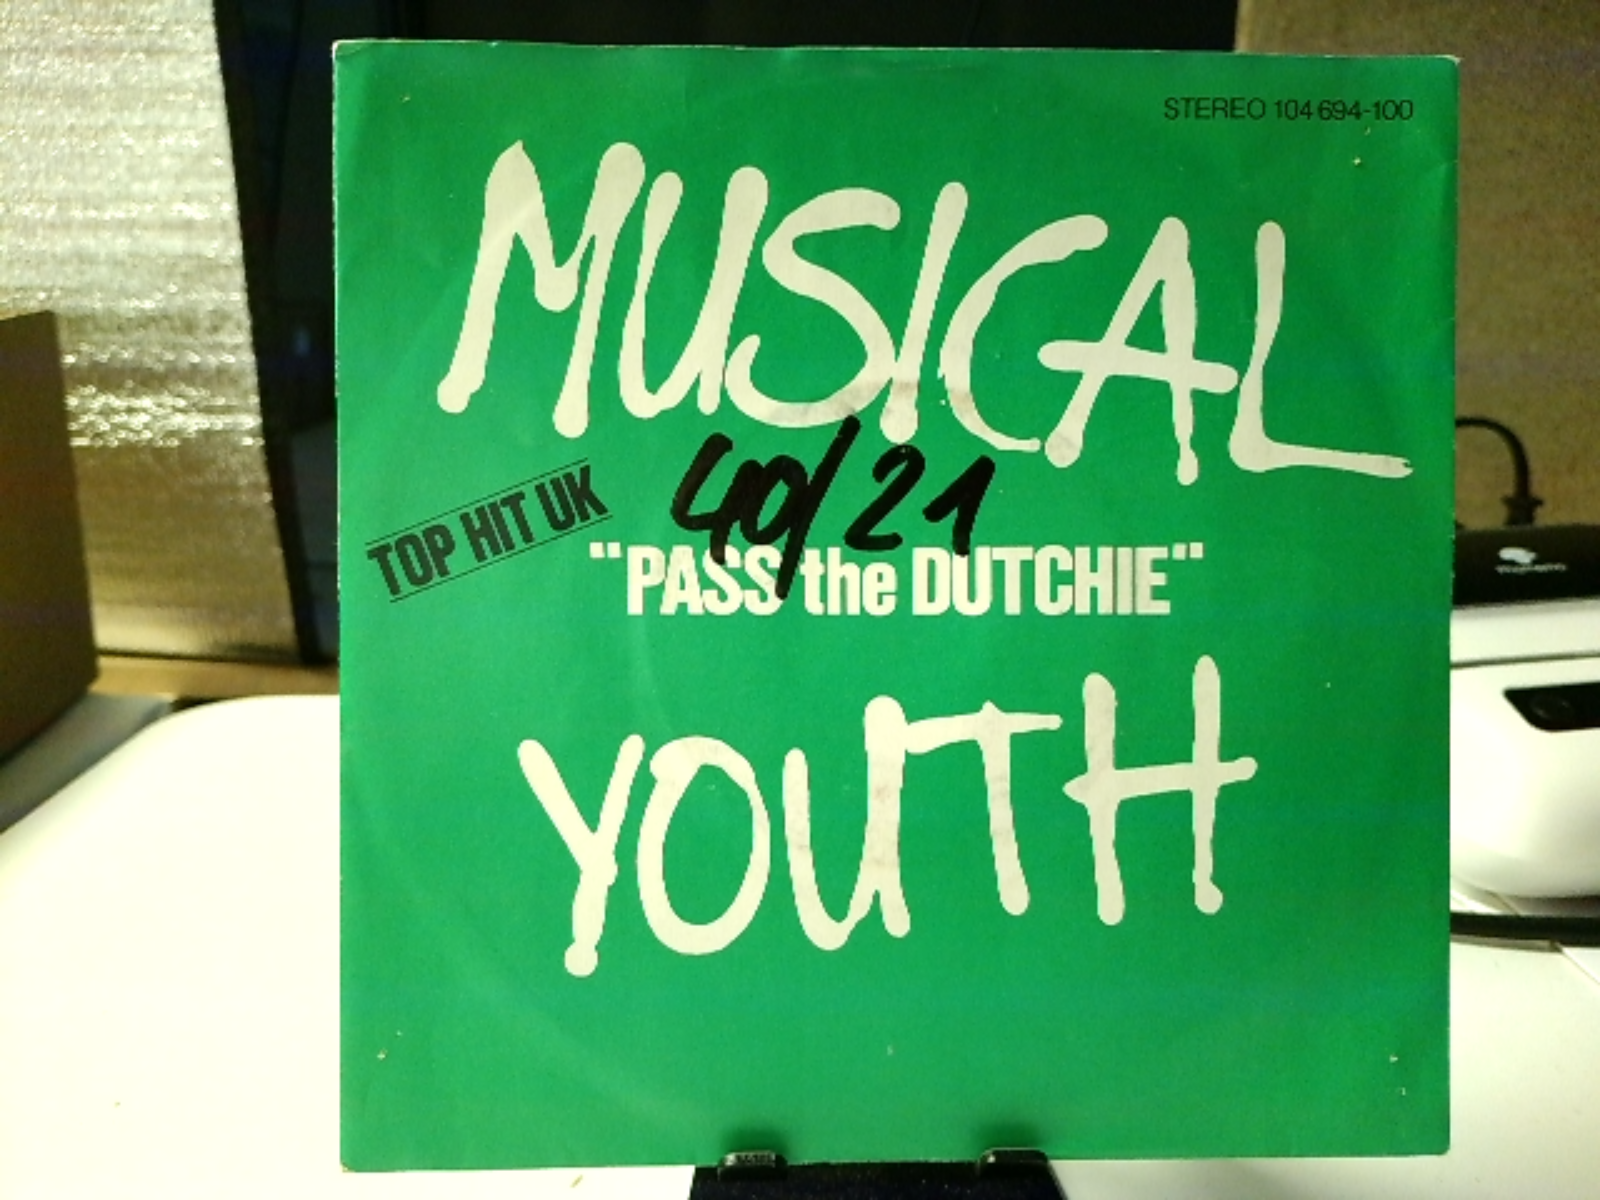 STEREO 104 694-100
MUSICAL
40/21
TOP HIT UK
"PASS the DUTCHIE"
YOUTH